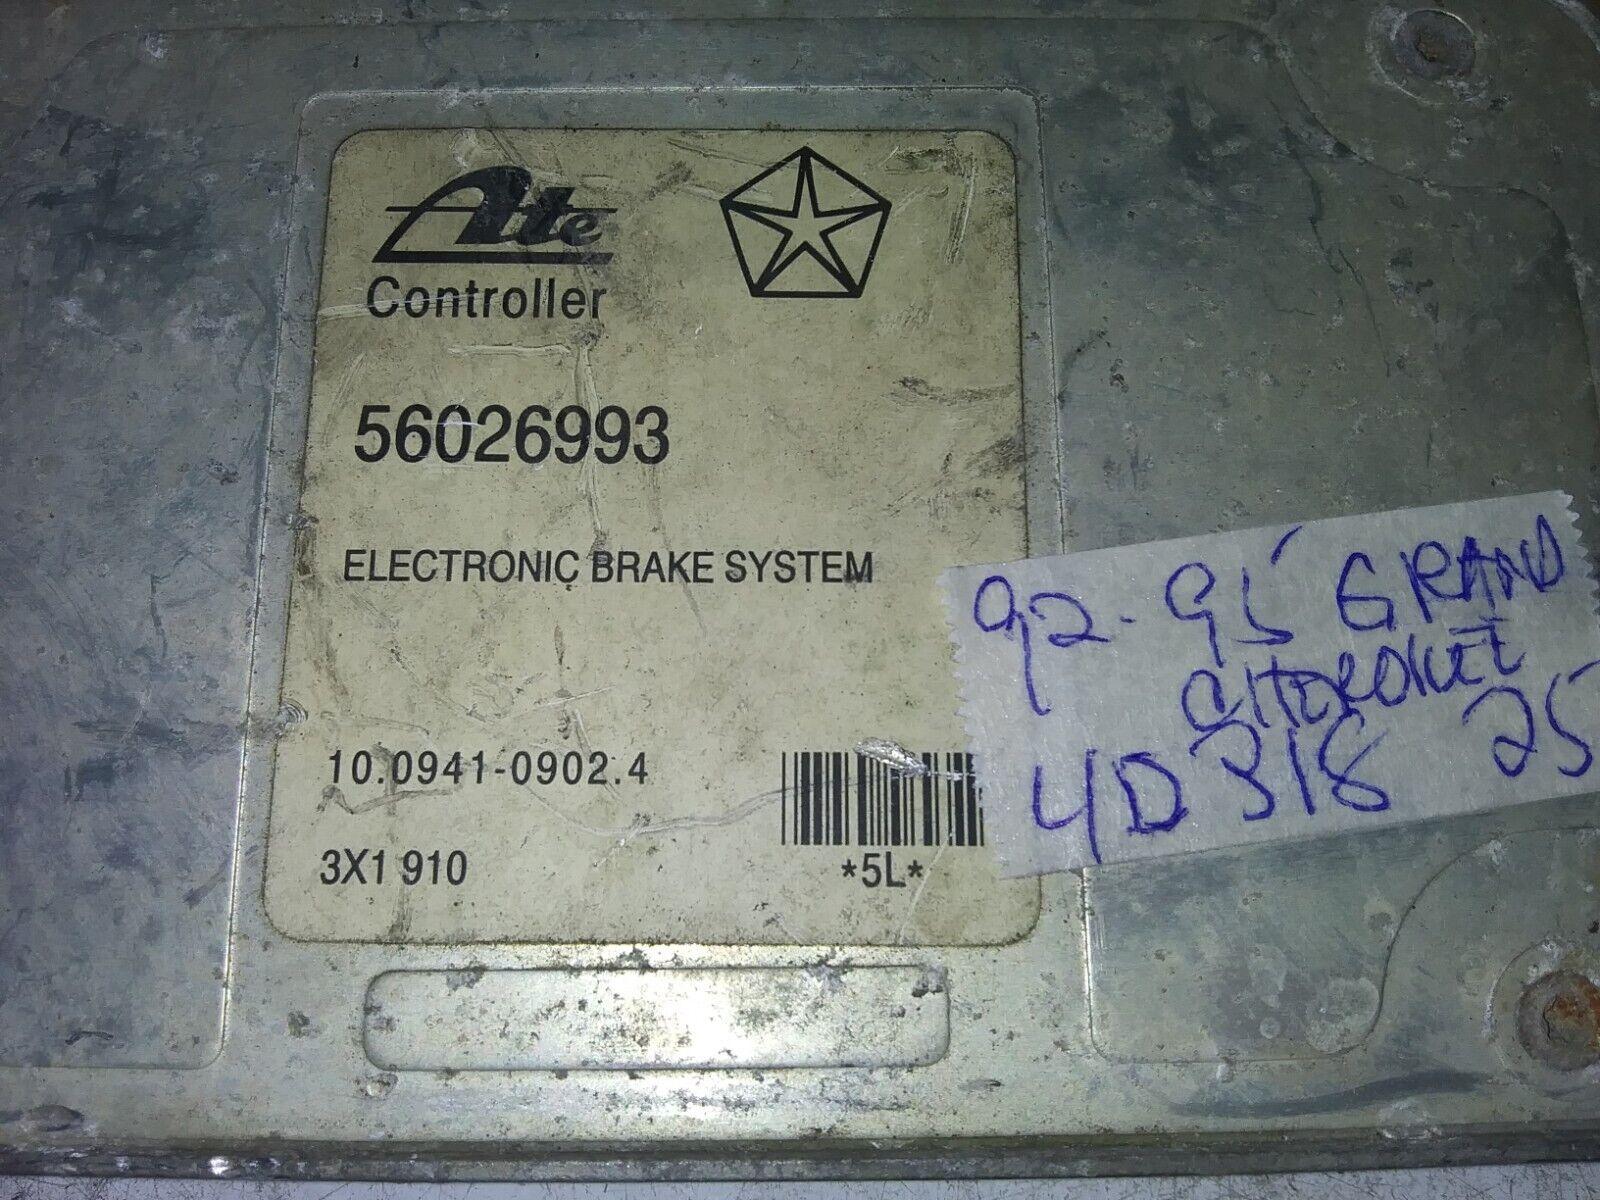 Ate
Controller
56026993
ELECTRONIC BRAKE SYSTEM
10.0941-0902.4
3X1 910
*5L*
92-95 GRAND
CHEROKEE
4D318 25